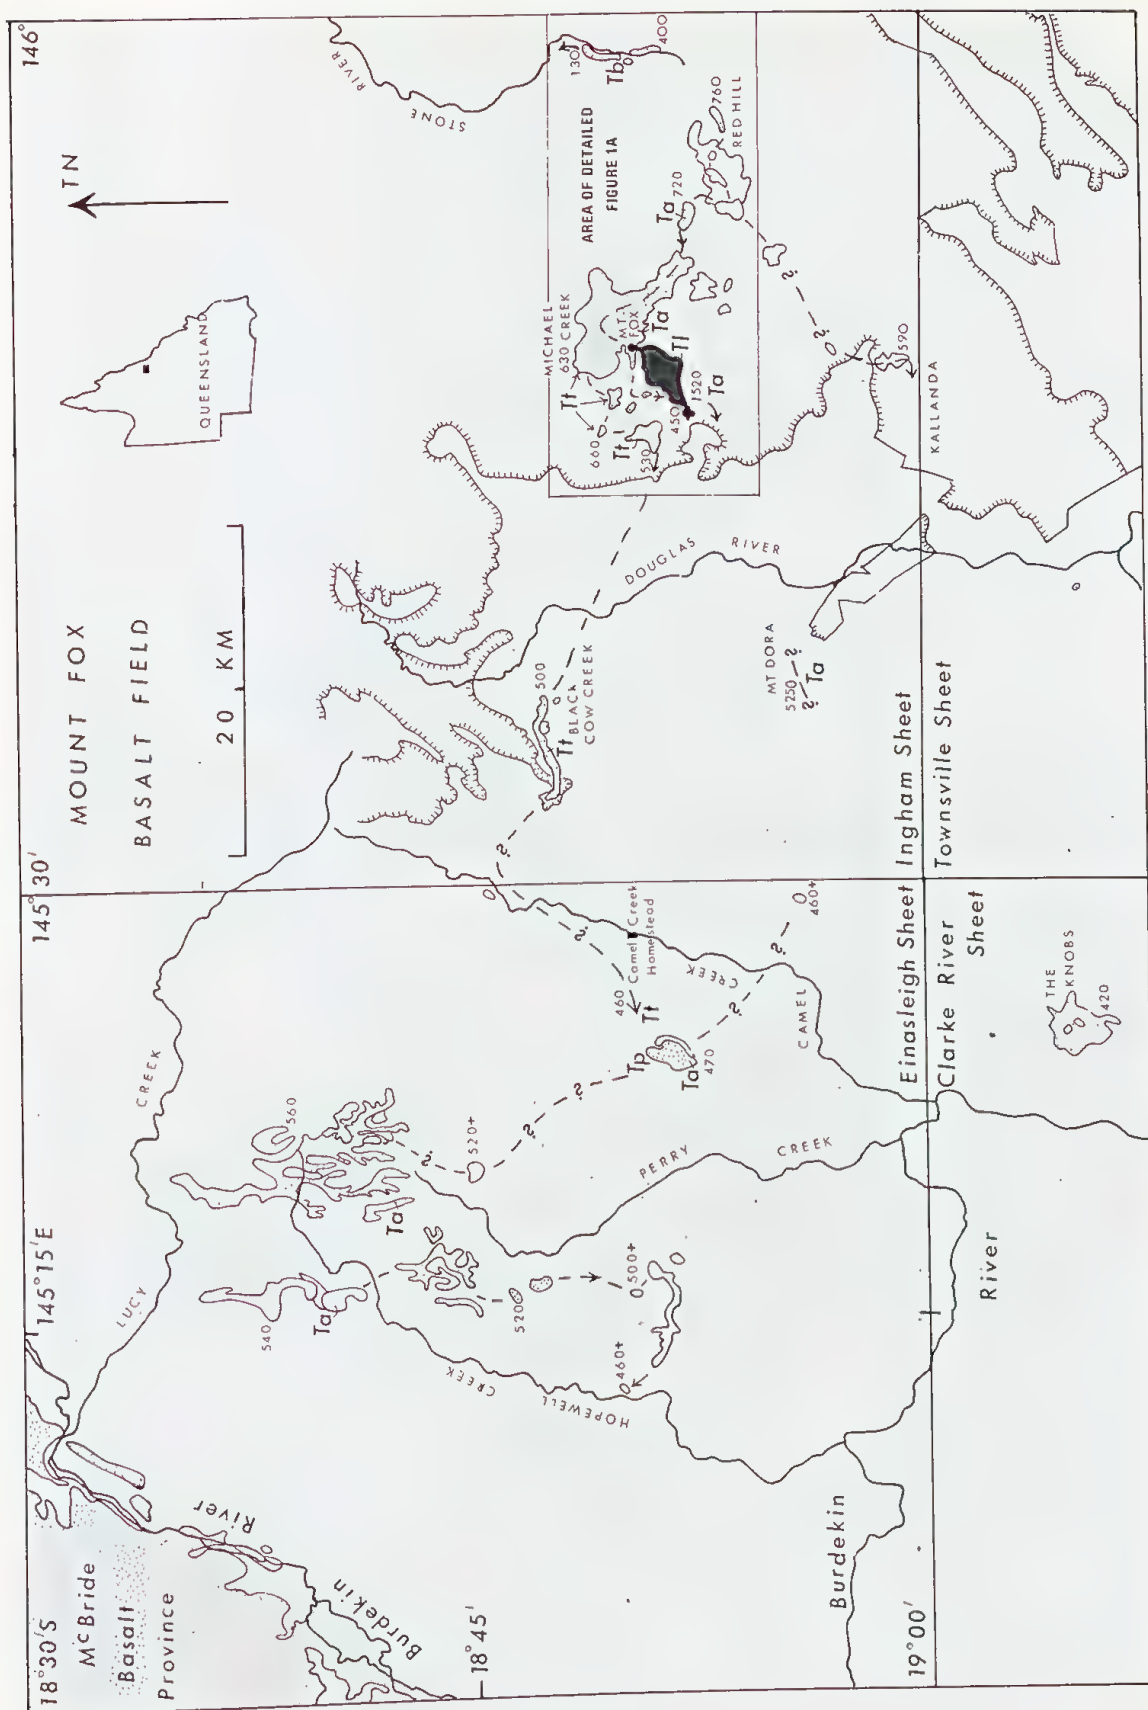 18°30'S
145°15'E
145°30'
146°
McBride
Basalt
Province
Burdekin
River
LUCY
CREEK
MOUNT FOX
BASALT FIELD
20 KM
QUEENSLAND
TN
STONE
RIVER
130
Tb
400
AREA OF DETAILED
FIGURE 1A
MICHAEL
630 CREEK
MT.
FOX
Tt
660
Tt
530
450
1520
Tl
Ta
Ta
Ta 720
760
RED HILL
590
KALLANDA
DOUGLAS
RIVER
500
Tt
BLACK
COW CREEK
MT DORA
5250
Ta
540
Ta
560
Ta
520+
520
500+
460+
CREEK
HOPEWELL
PERRY
CREEK
Tp
Ta
470
460
Tt
Camel Creek
Homestead
CREEK
CAMEL
460+
18°45'
19°00'
Burdekin
River
Einasleigh Sheet
Clarke River
Sheet
Ingham Sheet
Townsville Sheet
THE
KNOBS
420